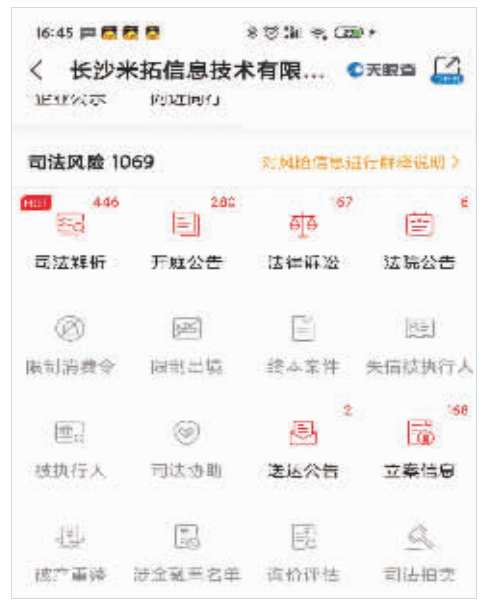 16:45
长沙米拓信息技术有限... 天眼查
司法风险 1069 对风险信息进行解释说明 >
HOT 446 280 167 6
司法解析 开庭公告 法律诉讼 法院公告
限制消费令 限制出境 终本案件 失信被执行人
2 168
被执行人 司法协助 送达公告 立案信息
破产重整 涉金融黑名单 询价评估 司法拍卖